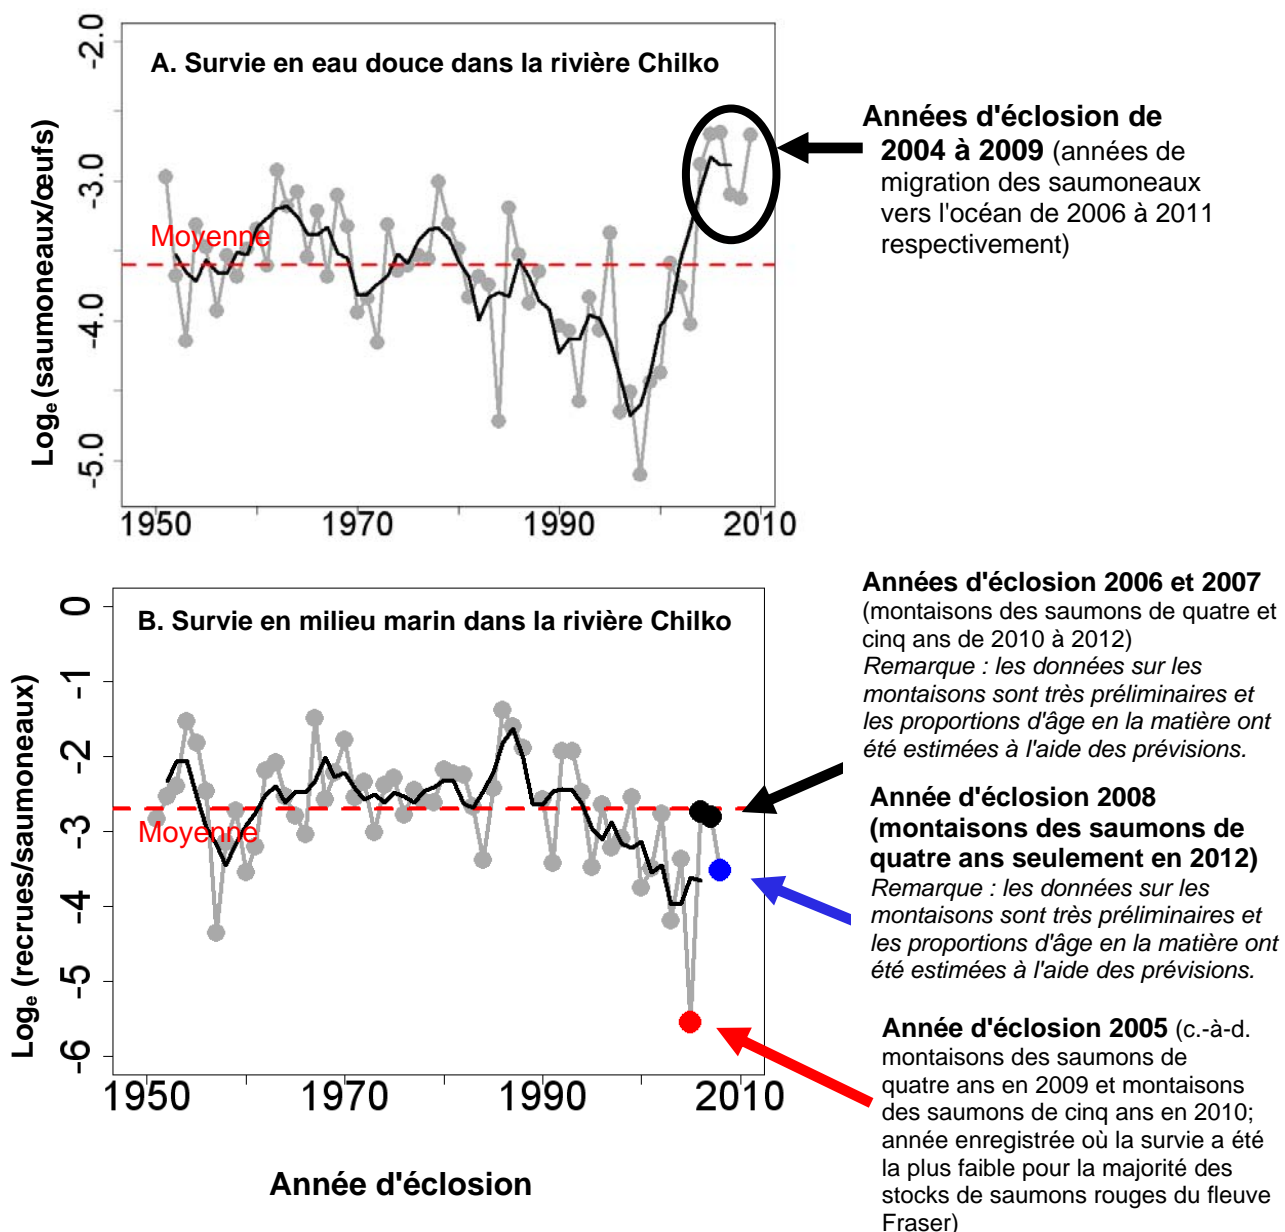 A. Survie en eau douce dans la rivière Chilko
Logₑ (saumoneaux/œufs)
-2.0
-3.0
-4.0
-5.0
Moyenne
1950
1970
1990
2010
Années d'éclosion de
2004 à 2009 (années de
migration des saumoneaux
vers l'océan de 2006 à 2011
respectivement)
B. Survie en milieu marin dans la rivière Chilko
Logₑ (recrues/saumoneaux)
0
-1
-2
-3
-4
-5
-6
Moyenne
1950
1970
1990
2010
Année d'éclosion
Années d'éclosion 2006 et 2007
(montaisons des saumons de quatre et
cinq ans de 2010 à 2012)
Remarque : les données sur les
montaisons sont très préliminaires et
les proportions d'âge en la matière ont
été estimées à l'aide des prévisions.
Année d'éclosion 2008
(montaisons des saumons de
quatre ans seulement en 2012)
Remarque : les données sur les
montaisons sont très préliminaires et
les proportions d'âge en la matière ont
été estimées à l'aide des prévisions.
Année d'éclosion 2005 (c.-à-d.
montaisons des saumons de
quatre ans en 2009 et montaisons
des saumons de cinq ans en 2010;
année enregistrée où la survie a été
la plus faible pour la majorité des
stocks de saumons rouges du fleuve
Fraser)